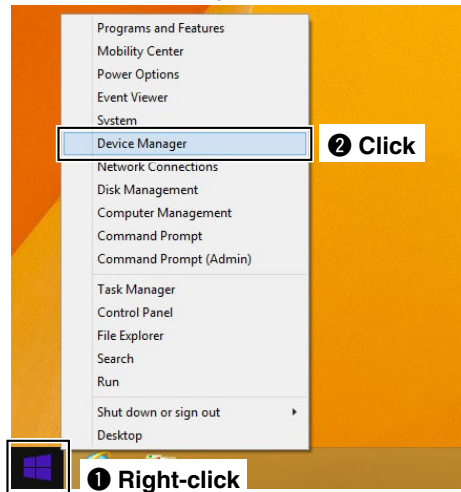 Programs and Features
Mobility Center
Power Options
Event Viewer
System
Device Manager
❷ Click
Network Connections
Disk Management
Computer Management
Command Prompt
Command Prompt (Admin)
Task Manager
Control Panel
File Explorer
Search
Run
Shut down or sign out
Desktop
❶ Right-click